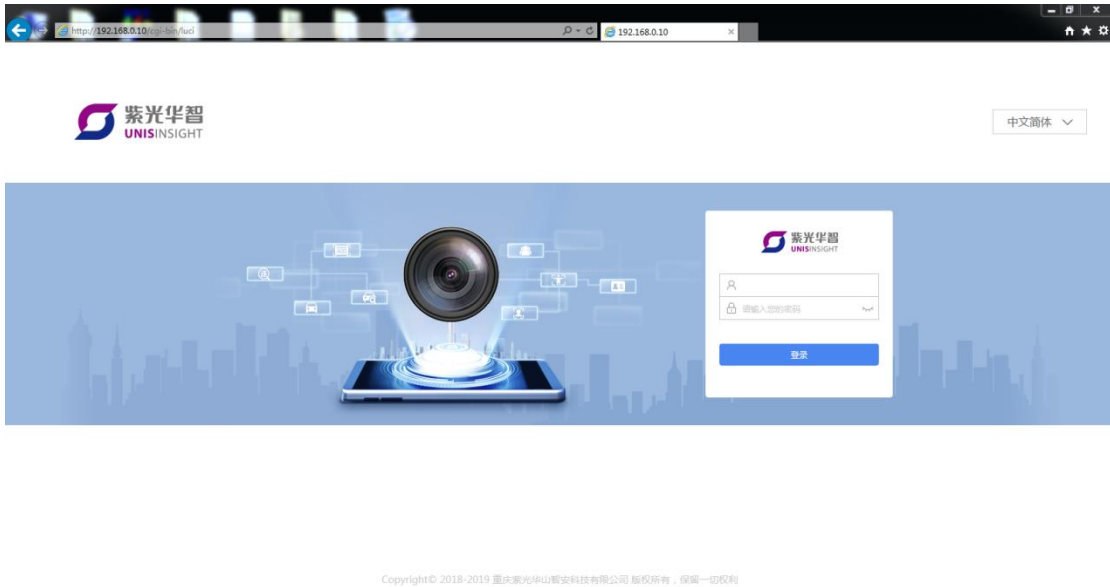 http://192.168.0.10/cgi-bin/luci
192.168.0.10
紫光华智
UNISINSIGHT
中文简体
紫光华智
UNISINSIGHT
请输入您的密码
登录
Copyright© 2018-2019 重庆紫光华山智安科技有限公司 版权所有，保留一切权利